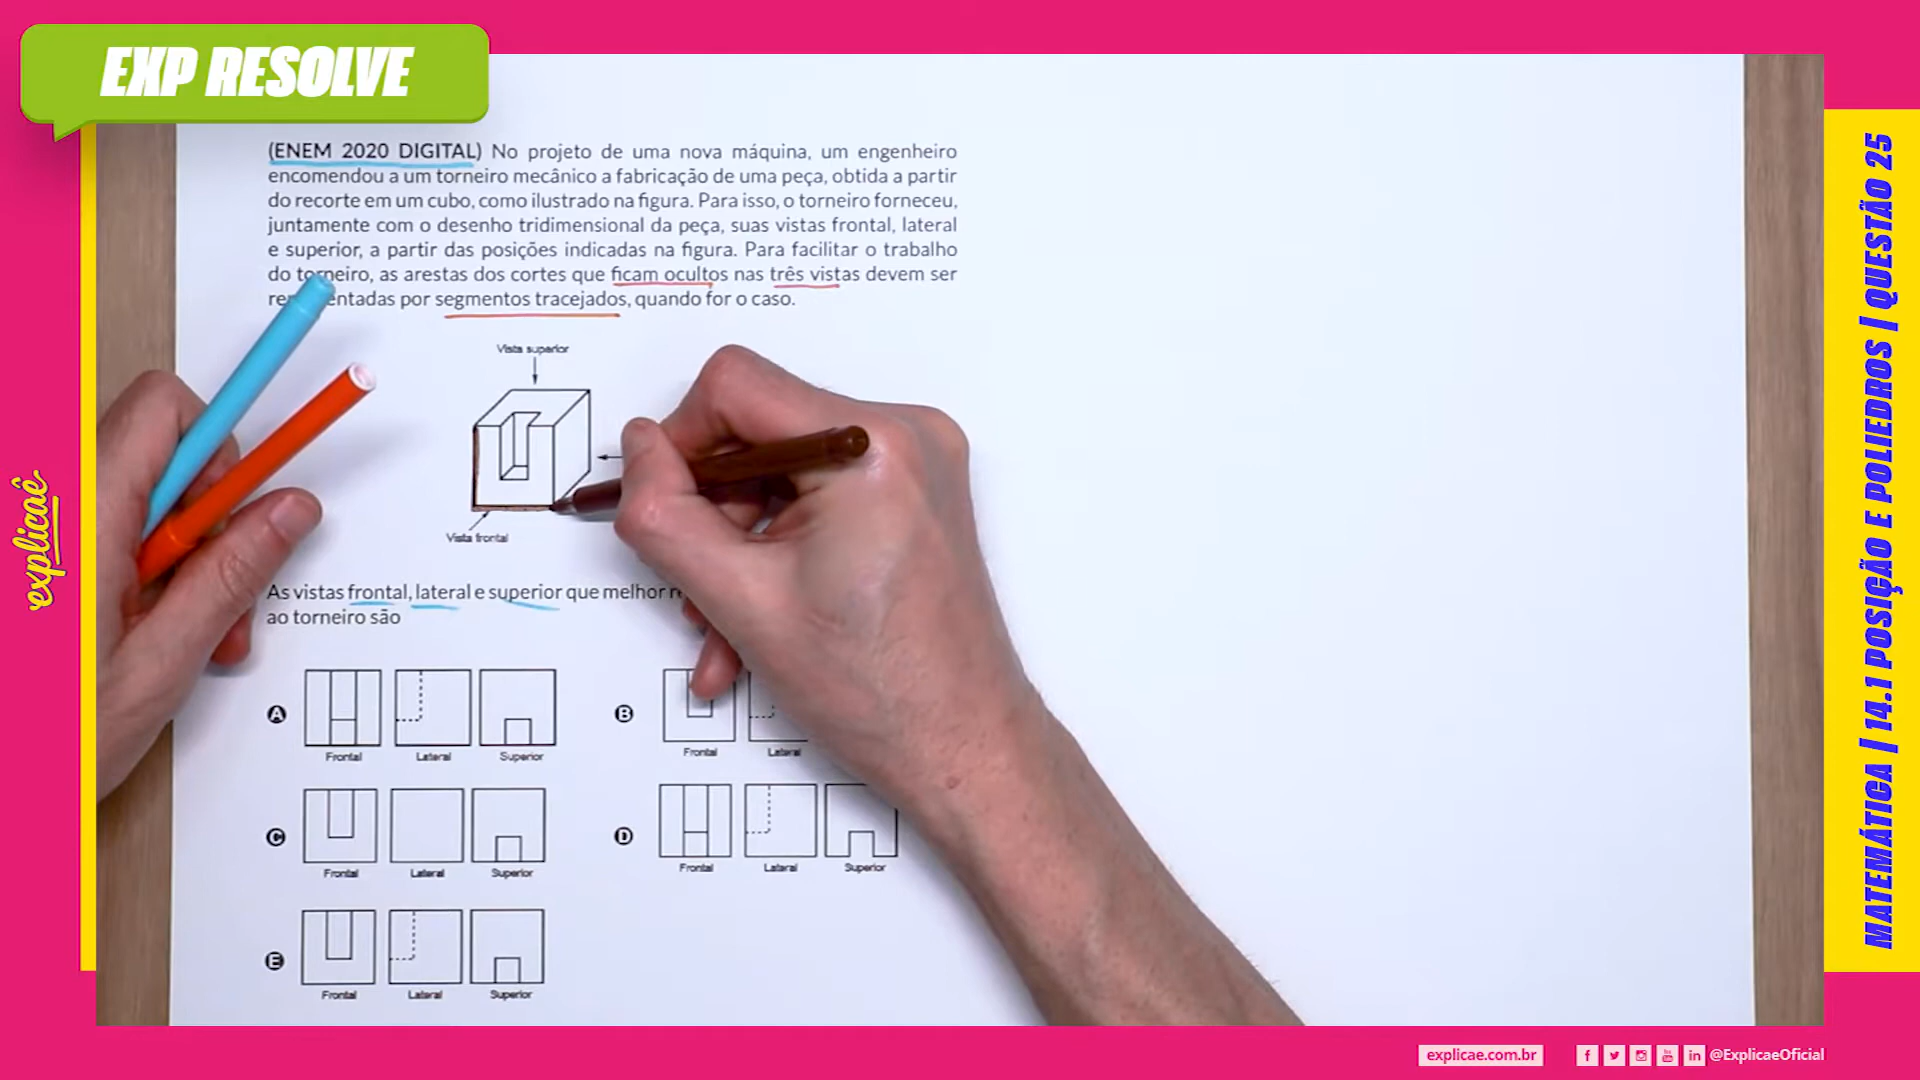 EXP RESOLVE
(ENEM 2020 DIGITAL) No projeto de uma nova máquina, um engenheiro
encomendou a um torneiro mecânico a fabricação de uma peça, obtida a partir
do recorte em um cubo, como ilustrado na figura. Para isso, o torneiro forneceu,
juntamente com o desenho tridimensional da peça, suas vistas frontal, lateral
e superior, a partir das posições indicadas na figura. Para facilitar o trabalho
do torneiro, as arestas dos cortes que ficam ocultos nas três vistas devem ser
por segmentos tracejados, quando for o caso.
Vista superior
Vista frontal
As vistas frontal, lateral e superior que melhor
ao torneiro são
A
Frontal Lateral Superior
B
Frontal Lateral
C
Frontal Lateral Superior
D
Frontal Lateral Superior
E
Frontal Lateral Superior
explicaê
MATEMÁTICA | 14.1 POSIÇÃO E POLIEDROS | QUESTÃO 25
explicae.com.br
@ExplicaeOficial